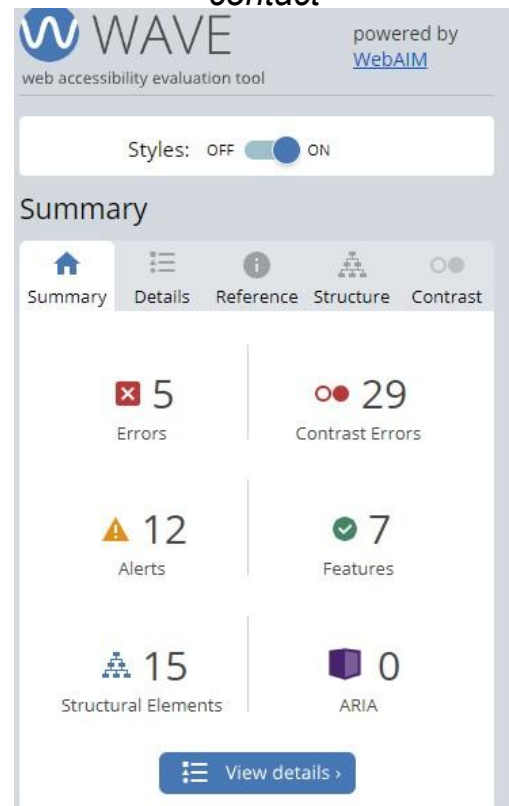 contact
WAVE
powered by
WebAIM
web accessibility evaluation tool
Styles: OFF ON
Summary
Summary Details Reference Structure Contrast
5 29
Errors Contrast Errors
12 7
Alerts Features
15 0
Structural Elements ARIA
View details ›